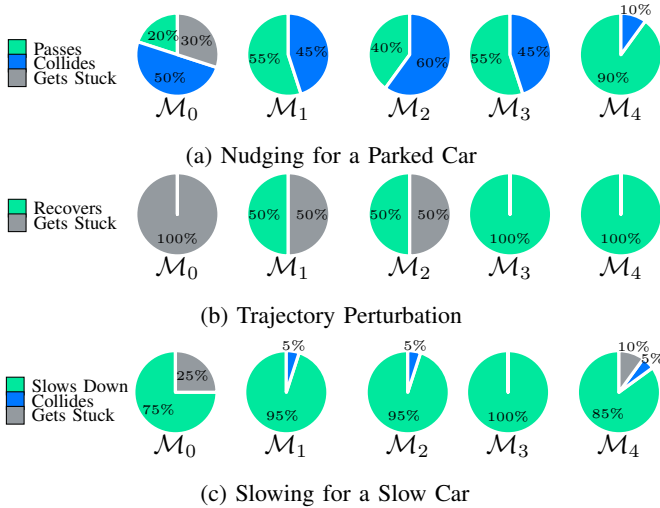 Passes
Collides
Gets Stuck
20% 30% 50%
55% 45%
40% 60%
55% 45%
10% 90%
ℳ₀ ℳ₁ ℳ₂ ℳ₃ ℳ₄
(a) Nudging for a Parked Car
Recovers
Gets Stuck
100%
50% 50%
50% 50%
100%
100%
ℳ₀ ℳ₁ ℳ₂ ℳ₃ ℳ₄
(b) Trajectory Perturbation
Slows Down
Collides
Gets Stuck
25% 75%
5% 95%
5% 95%
100%
10% 5% 85%
ℳ₀ ℳ₁ ℳ₂ ℳ₃ ℳ₄
(c) Slowing for a Slow Car